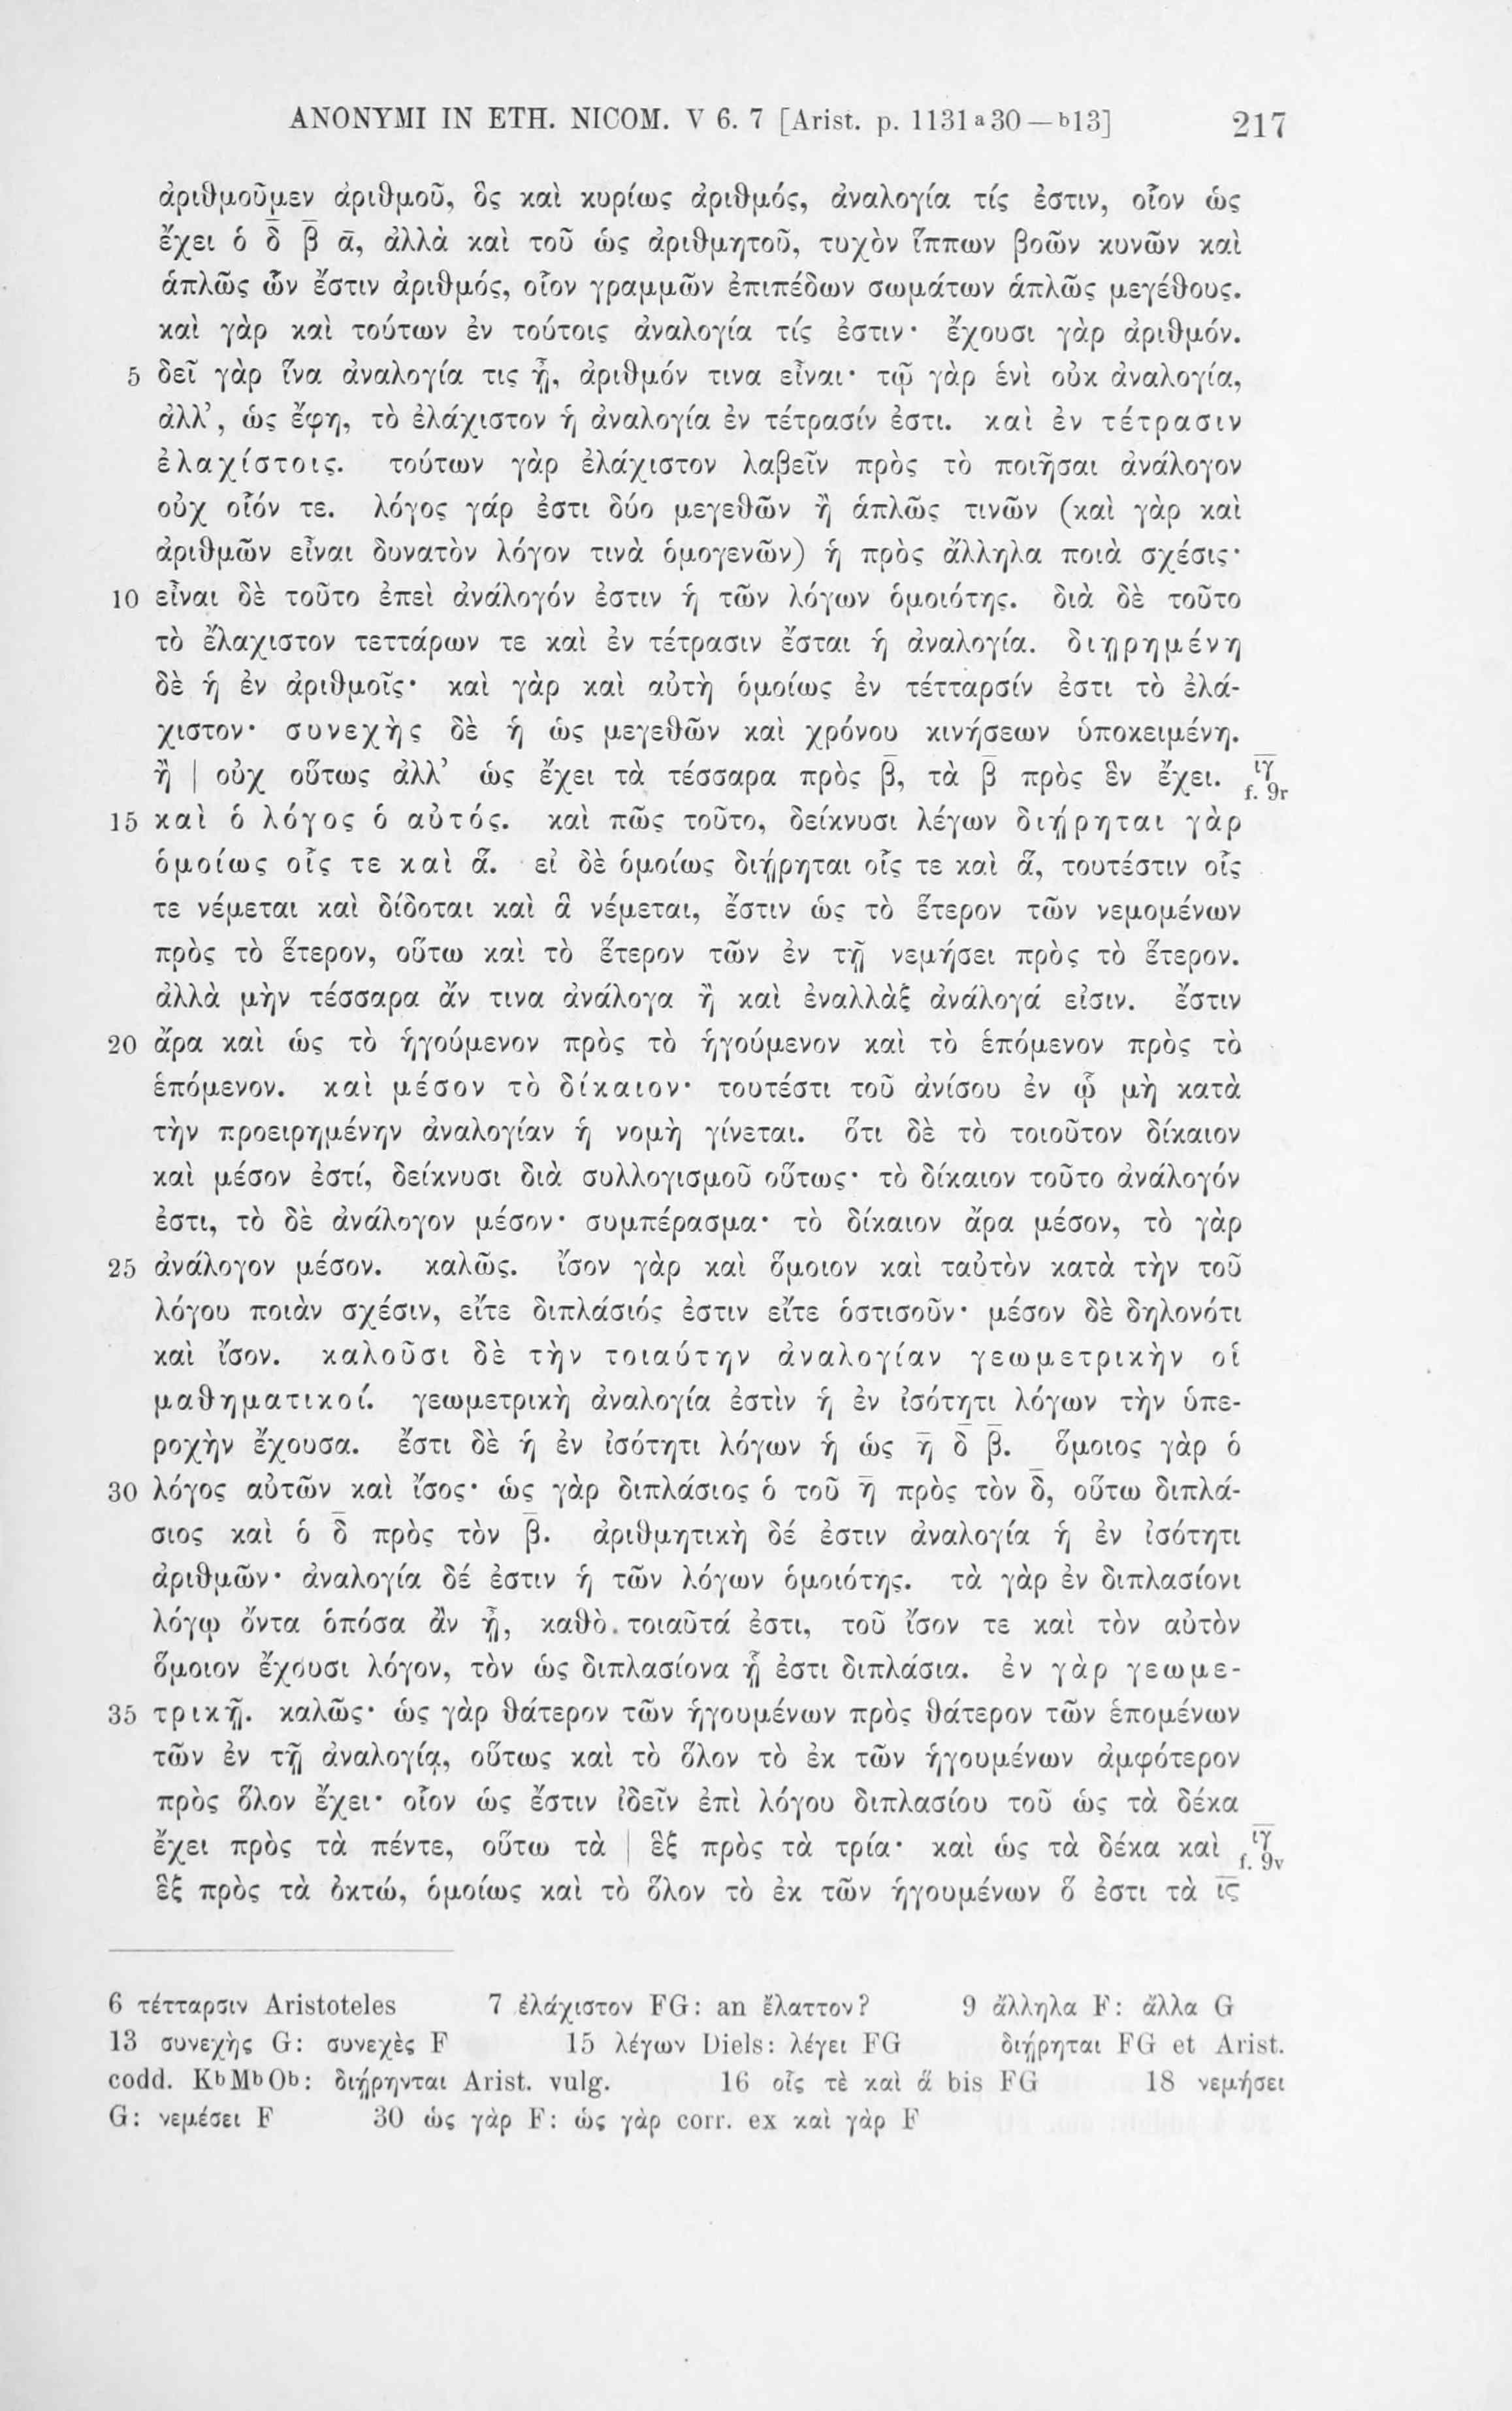 ANONYMI IN ETH. NICOM. V 6. 7 [Arist. p. 1131ᵃ30—ᵇ13] 217
ἀριθμοῦμεν ἀριθμοῦ, ὃς καὶ κυρίως ἀριθμός, ἀναλογία τίς ἐστιν, οἷον ὡς
ἔχει ὁ δ̅ β̅ α̅, ἀλλὰ καὶ τοῦ ὡς ἀριθμητοῦ, τυχὸν ἵππων βοῶν κυνῶν καὶ
ἁπλῶς ὧν ἔστιν ἀριθμός, οἷον γραμμῶν ἐπιπέδων σωμάτων ἁπλῶς μεγέθους.
καὶ γὰρ καὶ τούτων ἐν τούτοις ἀναλογία τίς ἐστιν· ἔχουσι γὰρ ἀριθμόν.
5 δεῖ γὰρ ἵνα ἀναλογία τις ᾖ, ἀριθμόν τινα εἶναι· τῷ γὰρ ἑνὶ οὐκ ἀναλογία,
ἀλλ’, ὡς ἔφη, τὸ ἐλάχιστον ἡ ἀναλογία ἐν τέτρασίν ἐστι. καὶ ἐν τέτρασιν
ἐλαχίστοις. τούτων γὰρ ἐλάχιστον λαβεῖν πρὸς τὸ ποιῆσαι ἀνάλογον
οὐχ οἷόν τε. λόγος γάρ ἐστι δύο μεγεθῶν ἢ ἁπλῶς τινῶν (καὶ γὰρ καὶ
ἀριθμῶν εἶναι δυνατὸν λόγον τινὰ ὁμογενῶν) ἡ πρὸς ἄλληλα ποιὰ σχέσις·
10 εἶναι δὲ τοῦτο ἐπεὶ ἀνάλογόν ἐστιν ἡ τῶν λόγων ὁμοιότης. διὰ δὲ τοῦτο
τὸ ἔλαχιστον τεττάρων τε καὶ ἐν τέτρασιν ἔσται ἡ ἀναλογία. διῃρημένη
δὲ ἡ ἐν ἀριθμοῖς· καὶ γὰρ καὶ αὐτὴ ὁμοίως ἐν τέτταρσίν ἐστι τὸ ἐλά-
χιστον· συνεχὴς δὲ ἡ ὡς μεγεθῶν καὶ χρόνου κινήσεων ὑποκειμένη.
ἢ | οὐχ οὕτως ἀλλ’ ὡς ἔχει τὰ τέσσαρα πρὸς β̅, τὰ β̅ πρὸς ἓν ἔχει. ι̅γ̅ f. 9r
15 καὶ ὁ λόγος ὁ αὐτός. καὶ πῶς τοῦτο, δείκνυσι λέγων διῄρηται γὰρ
ὁμοίως οἷς τε καὶ ἅ. εἰ δὲ ὁμοίως διῄρηται οἷς τε καὶ ἅ, τουτέστιν οἷς
τε νέμεται καὶ δίδοται καὶ ἃ νέμεται, ἔστιν ὡς τὸ ἕτερον τῶν νεμομένων
πρὸς τὸ ἕτερον, οὕτω καὶ τὸ ἕτερον τῶν ἐν τῇ νεμήσει πρὸς τὸ ἕτερον.
ἀλλὰ μὴν τέσσαρα ἄν τινα ἀνάλογα ᾖ καὶ ἐναλλὰξ ἀνάλογά εἰσιν. ἔστιν
20 ἄρα καὶ ὡς τὸ ἡγούμενον πρὸς τὸ ἡγούμενον καὶ τὸ ἑπόμενον πρὸς τὸ
ἑπόμενον. καὶ μέσον τὸ δίκαιον· τουτέστι τοῦ ἀνίσου ἐν ᾧ μὴ κατὰ
τὴν προειρημένην ἀναλογίαν ἡ νομὴ γίνεται. ὅτι δὲ τὸ τοιοῦτον δίκαιον
καὶ μέσον ἐστί, δείκνυσι διὰ συλλογισμοῦ οὕτως· τὸ δίκαιον τοῦτο ἀνάλογόν
ἐστι, τὸ δὲ ἀνάλογον μέσον· συμπέρασμα· τὸ δίκαιον ἄρα μέσον, τὸ γὰρ
25 ἀνάλογον μέσον. καλῶς. ἴσον γὰρ καὶ ὅμοιον καὶ ταὐτὸν κατὰ τὴν τοῦ
λόγου ποιὰν σχέσιν, εἴτε διπλάσιός ἐστιν εἴτε ὁστισοῦν· μέσον δὲ δηλονότι
καὶ ἴσον. καλοῦσι δὲ τὴν τοιαύτην ἀναλογίαν γεωμετρικὴν οἱ
μαθηματικοί. γεωμετρικὴ ἀναλογία ἐστὶν ἡ ἐν ἰσότητι λόγων τὴν ὑπε-
ροχὴν ἔχουσα. ἔστι δὲ ἡ ἐν ἰσότητι λόγων ἡ ὡς η̅ δ̅ β̅. ὅμοιος γὰρ ὁ
30 λόγος αὐτῶν καὶ ἴσος· ὡς γὰρ διπλάσιος ὁ τοῦ η̅ πρὸς τὸν δ̅, οὕτω διπλά-
σιος καὶ ὁ δ̅ πρὸς τὸν β̅. ἀριθμητικὴ δέ ἐστιν ἀναλογία ἡ ἐν ἰσότητι
ἀριθμῶν· ἀναλογία δέ ἐστιν ἡ τῶν λόγων ὁμοιότης. τὰ γὰρ ἐν διπλασίονι
λόγῳ ὄντα ὁπόσα ἂν ᾖ, καθὸ τοιαῦτά ἐστι, τοῦ ἴσον τε καὶ τὸν αὐτὸν
ὅμοιον ἔχουσι λόγον, τὸν ὡς διπλασίονα ᾗ ἐστι διπλάσια. ἐν γὰρ γεωμε-
35 τρικῇ. καλῶς· ὡς γὰρ θάτερον τῶν ἡγουμένων πρὸς θάτερον τῶν ἑπομένων
τῶν ἐν τῇ ἀναλογίᾳ, οὕτως καὶ τὸ ὅλον τὸ ἐκ τῶν ἡγουμένων ἀμφότερον
πρὸς ὅλον ἔχει· οἷον ὡς ἔστιν ἰδεῖν ἐπὶ λόγου διπλασίου τοῦ ὡς τὰ δέκα
ἔχει πρὸς τὰ πέντε, οὕτω τὰ | ἓξ πρὸς τὰ τρία· καὶ ὡς τὰ δέκα καὶ ι̅γ̅ f. 9v
ἓξ πρὸς τὰ ὀκτώ, ὁμοίως καὶ τὸ ὅλον τὸ ἐκ τῶν ἡγουμένων ὅ ἐστι τὰ ι̅ϛ̅
6 τέτταρσιν Aristoteles 7 ἐλάχιστον FG: an ἔλαττον? 9 ἄλληλα F: ἄλλα G
13 συνεχὴς G: συνεχὲς F 15 λέγων Diels: λέγει FG διῄρηται FG et Arist.
codd. KᵇMᵇOᵇ: διῄρηνται Arist. vulg. 16 οἷς τὲ καὶ ἅ bis FG 18 νεμήσει
G: νεμέσει F 30 ὡς γὰρ F: ὡς γὰρ corr. ex καὶ γὰρ F